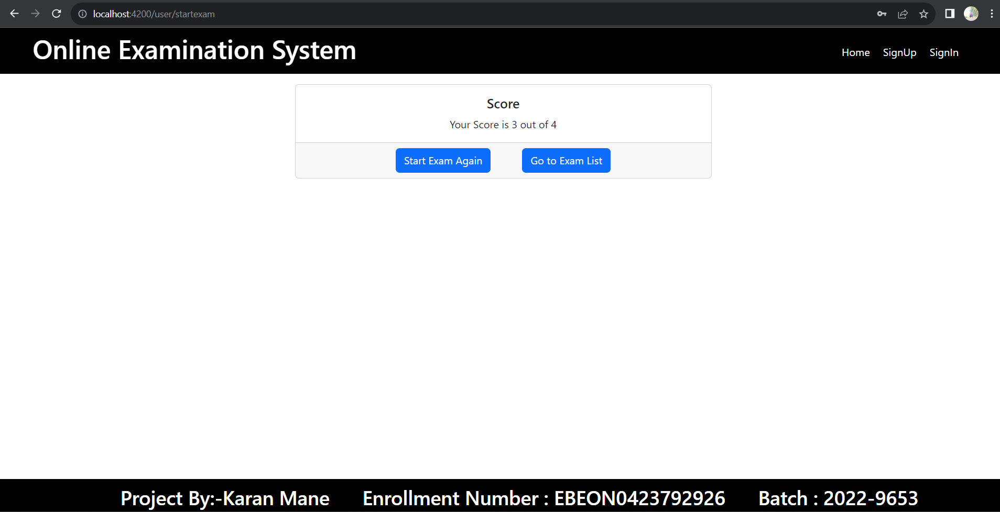 localhost:4200/user/startexam
Online Examination System
Home SignUp SignIn
Score
Your Score is 3 out of 4
Start Exam Again Go to Exam List
Project By:-Karan Mane Enrollment Number : EBEON0423792926 Batch : 2022-9653